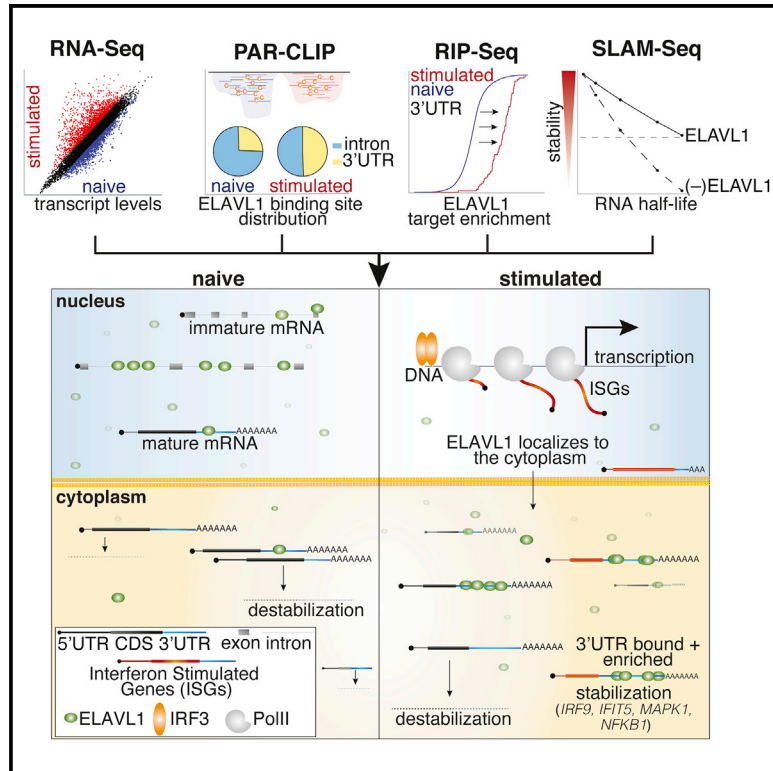 RNA-Seq
stimulated
naive
transcript levels
PAR-CLIP
intron
3'UTR
naive
stimulated
ELAVL1 binding site
distribution
RIP-Seq
stimulated
naive
3'UTR
ELAVL1
target enrichment
SLAM-Seq
stability
ELAVL1
(–)ELAVL1
RNA half-life
naive
stimulated
nucleus
immature mRNA
mature mRNA
AAAAAAA
DNA
transcription
ISGs
ELAVL1 localizes to
the cytoplasm
AAA
cytoplasm
AAAAAAA
AAAAAAA
AAAAAAA
destabilization
AAAAAAA
AAAAAAA
AAAAAAA
AAAA
AAAAAAA
destabilization
3'UTR bound +
enriched
AAAAAAA
stabilization
(IRF9, IFIT5, MAPK1,
NFKB1)
5'UTR CDS 3'UTR exon intron
Interferon Stimulated
Genes (ISGs)
ELAVL1 IRF3 PolII